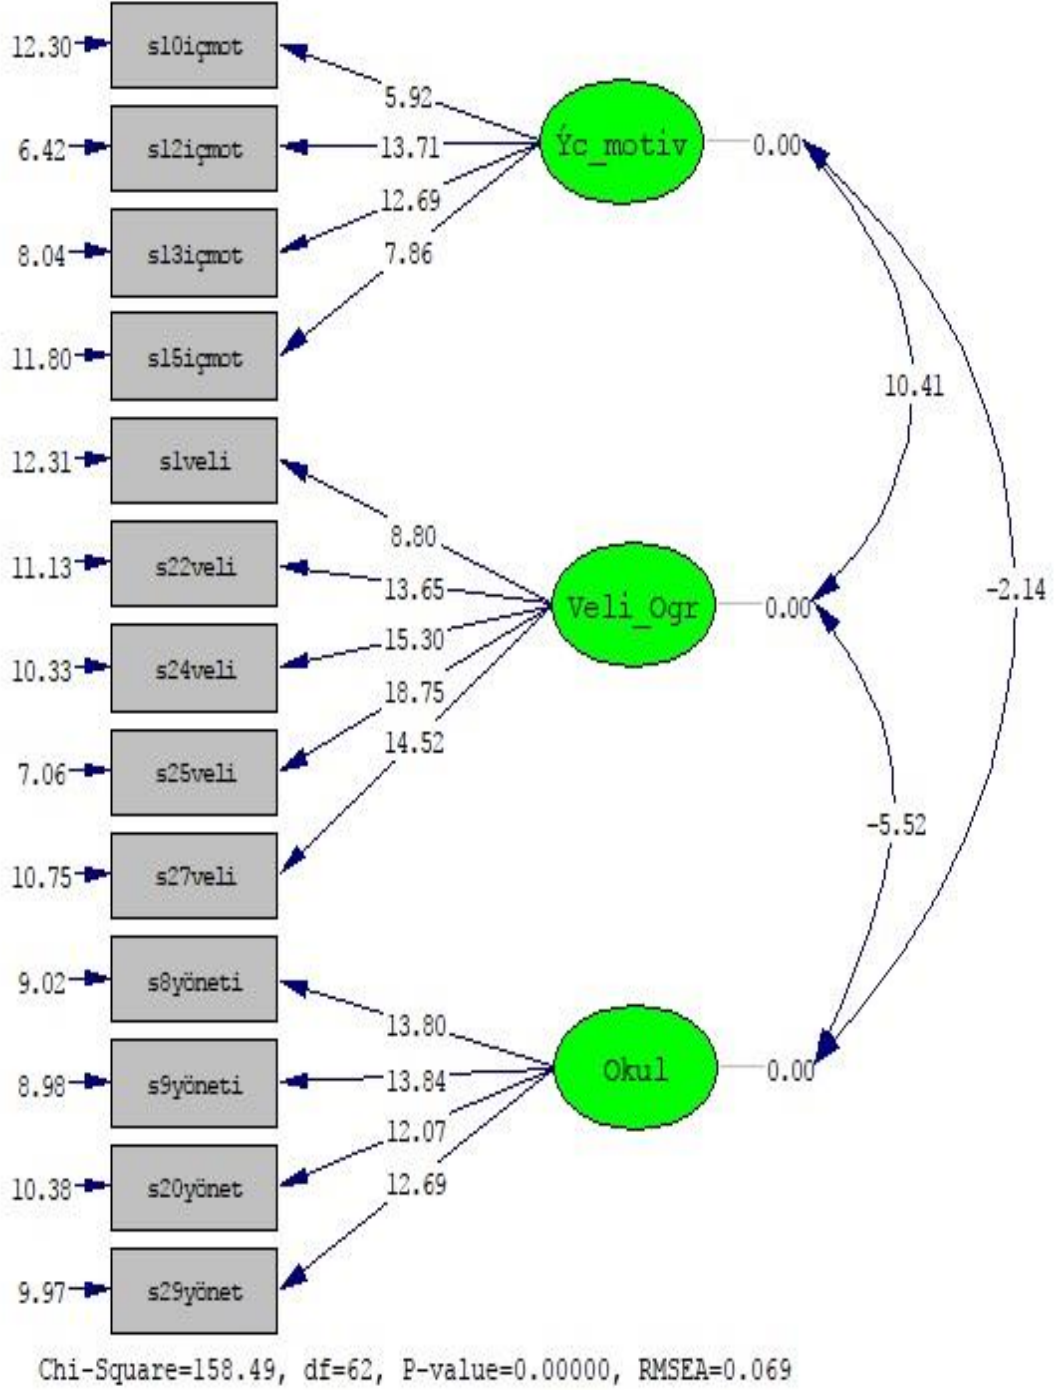 12.30 s10içmot
5.92
6.42 s12içmot 13.71 Ýc_motiv 0.00
12.69
8.04 s13içmot 7.86
11.80 s15içmot
10.41
12.31 s1veli
8.80
11.13 s22veli 13.65
Veli_Ogr 0.00 -2.14
15.30
10.33 s24veli
18.75
14.52
7.06 s25veli
-5.52
10.75 s27veli
9.02 s8yöneti
13.80
8.98 s9yöneti 13.84 Okul 0.00
12.07
10.38 s20yönet 12.69
9.97 s29yönet
Chi-Square=158.49, df=62, P-value=0.00000, RMSEA=0.069